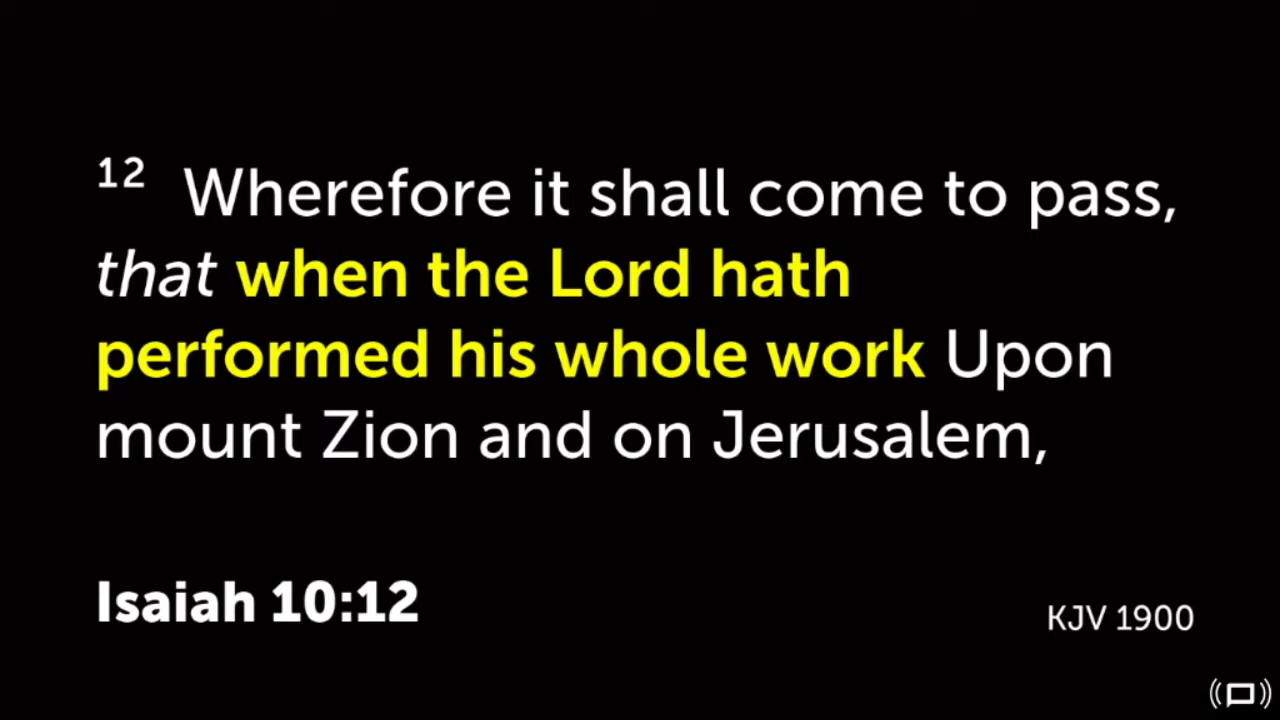 12 Wherefore it shall come to pass,
that when the Lord hath
performed his whole work Upon
mount Zion and on Jerusalem,
Isaiah 10:12
KJV 1900